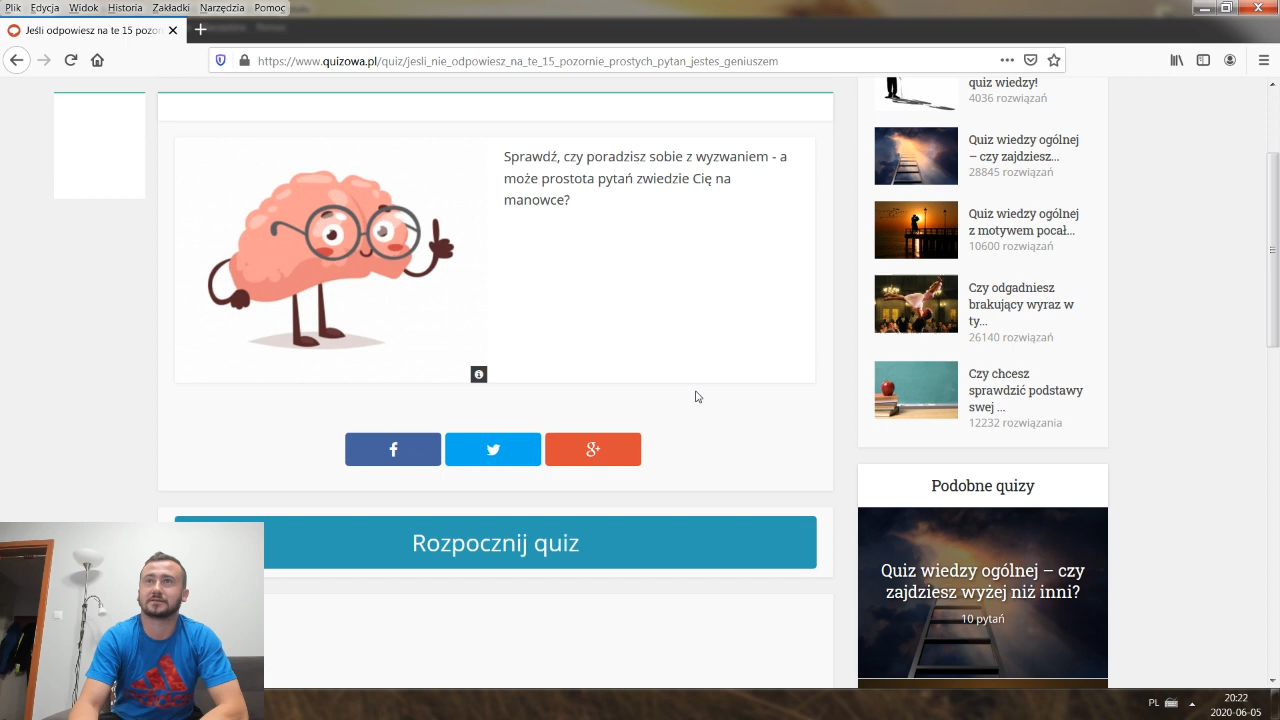 Plik Edycja Widok Historia Zakładki Narzędzia Pomoc
Jeśli odpowiesz na te 15 pozor
https://www.quizowa.pl/quiz/jesli_nie_odpowiesz_na_te_15_pozornie_prostych_pytan_jestes_geniuszem
Sprawdź, czy poradzisz sobie z wyzwaniem - a
może prostota pytań zwiedzie Cię na
manowce?
Rozpocznij quiz
quiz wiedzy!
4036 rozwiązań
Quiz wiedzy ogólnej
– czy zajdziesz...
28845 rozwiązań
Quiz wiedzy ogólnej
z motywem pocał...
10600 rozwiązań
Czy odgadniesz
brakujący wyraz w
ty...
26140 rozwiązań
Czy chcesz
sprawdzić podstawy
swej ...
12232 rozwiązania
Podobne quizy
Quiz wiedzy ogólnej – czy
zajdziesz wyżej niż inni?
10 pytań
PL
20:22
2020-06-05